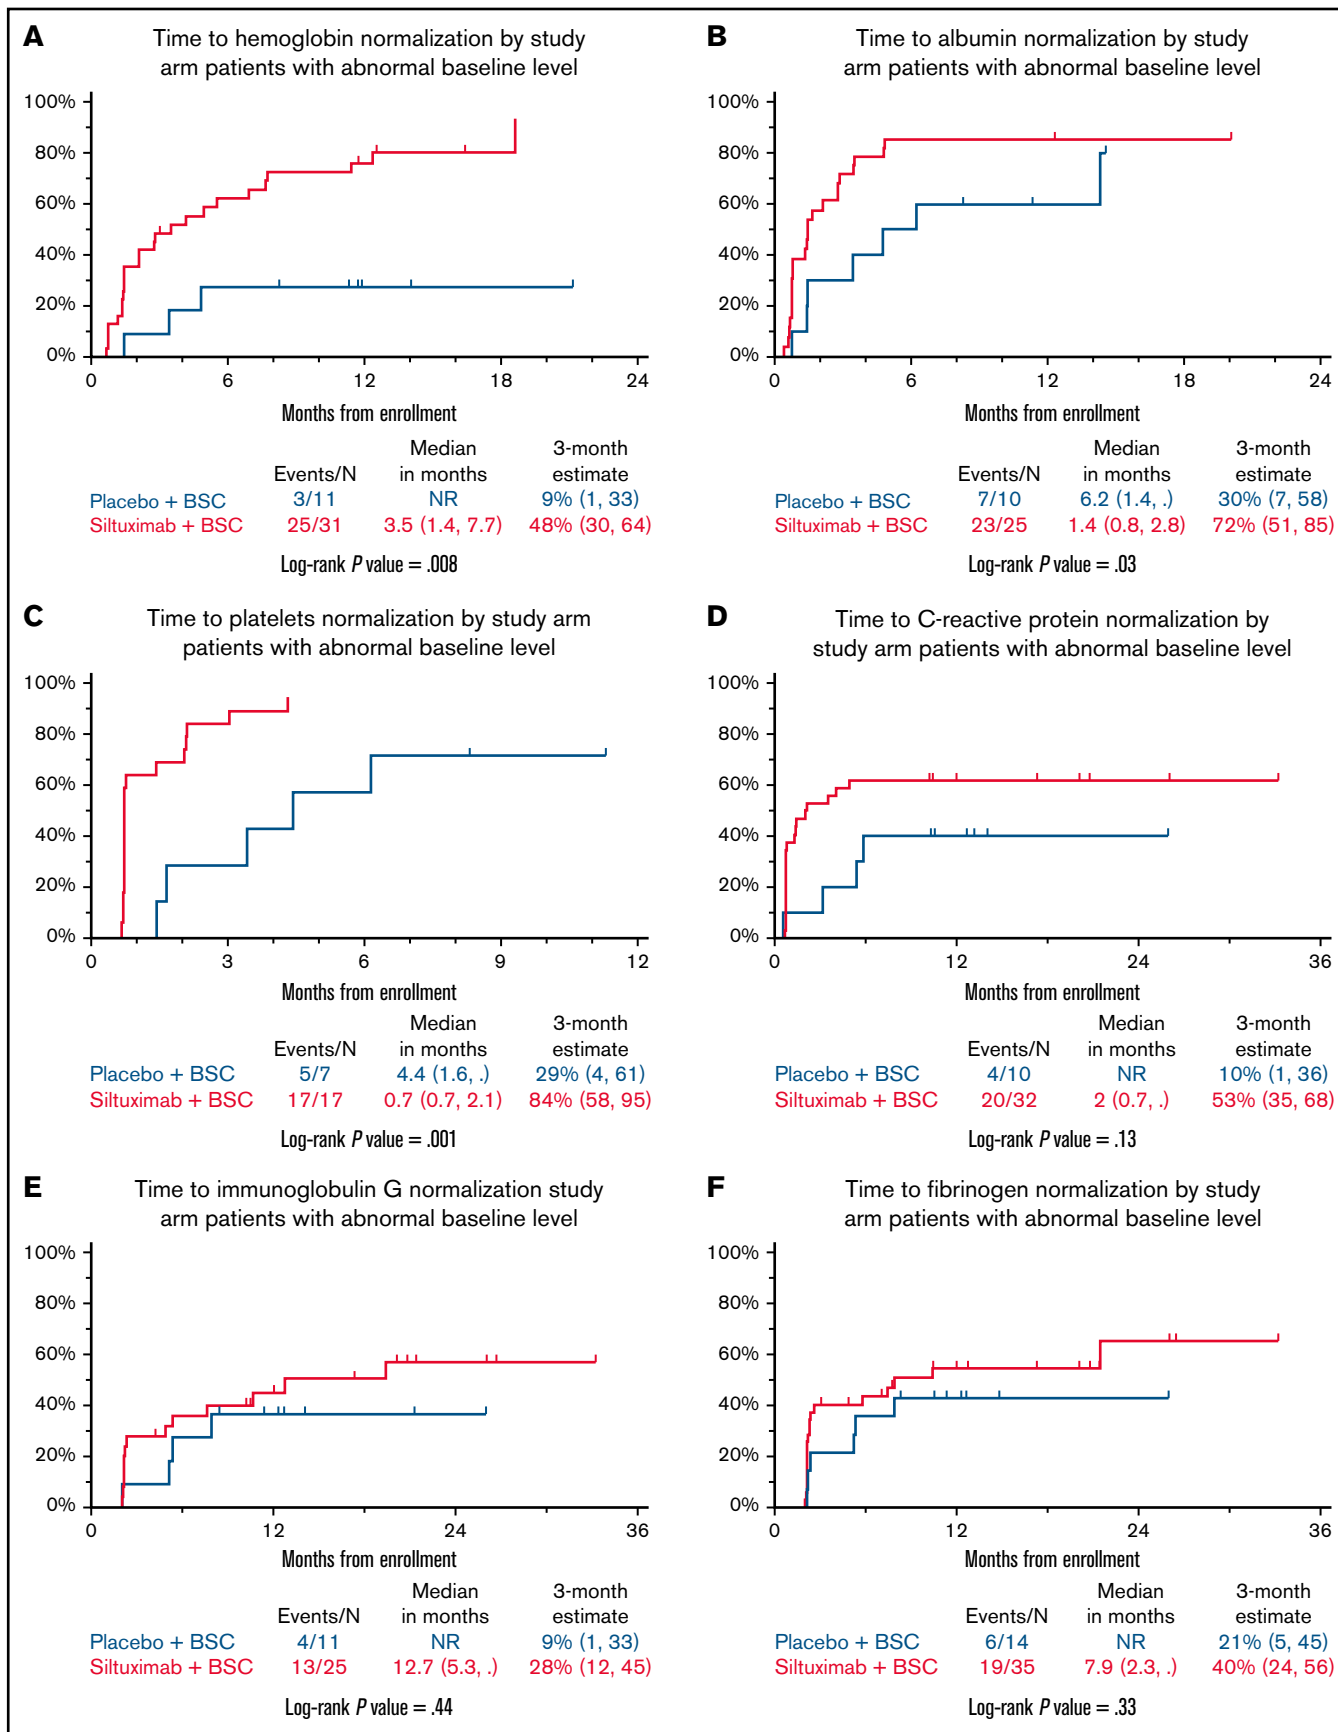 A
Time to hemoglobin normalization by study
arm patients with abnormal baseline level
100%
80%
60%
40%
20%
0%
0 6 12 18 24
Months from enrollment
Median 3-month
Events/N in months estimate
Placebo + BSC 3/11 NR 9% (1, 33)
Siltuximab + BSC 25/31 3.5 (1.4, 7.7) 48% (30, 64)
Log-rank P value = .008
B
Time to albumin normalization by study
arm patients with abnormal baseline level
100%
80%
60%
40%
20%
0%
0 6 12 18 24
Months from enrollment
Median 3-month
Events/N in months estimate
Placebo + BSC 7/10 6.2 (1.4, .) 30% (7, 58)
Siltuximab + BSC 23/25 1.4 (0.8, 2.8) 72% (51, 85)
Log-rank P value = .03
C
Time to platelets normalization by study arm
patients with abnormal baseline level
100%
80%
60%
40%
20%
0%
0 3 6 9 12
Months from enrollment
Median 3-month
Events/N in months estimate
Placebo + BSC 5/7 4.4 (1.6, .) 29% (4, 61)
Siltuximab + BSC 17/17 0.7 (0.7, 2.1) 84% (58, 95)
Log-rank P value = .001
D
Time to C-reactive protein normalization by
study arm patients with abnormal baseline level
100%
80%
60%
40%
20%
0%
0 12 24 36
Months from enrollment
Median 3-month
Events/N in months estimate
Placebo + BSC 4/10 NR 10% (1, 36)
Siltuximab + BSC 20/32 2 (0.7, .) 53% (35, 68)
Log-rank P value = .13
E
Time to immunoglobulin G normalization study
arm patients with abnormal baseline level
100%
80%
60%
40%
20%
0%
0 12 24 36
Months from enrollment
Median 3-month
Events/N in months estimate
Placebo + BSC 4/11 NR 9% (1, 33)
Siltuximab + BSC 13/25 12.7 (5.3, .) 28% (12, 45)
Log-rank P value = .44
F
Time to fibrinogen normalization by study
arm patients with abnormal baseline level
100%
80%
60%
40%
20%
0%
0 12 24 36
Months from enrollment
Median 3-month
Events/N in months estimate
Placebo + BSC 6/14 NR 21% (5, 45)
Siltuximab + BSC 19/35 7.9 (2.3, .) 40% (24, 56)
Log-rank P value = .33